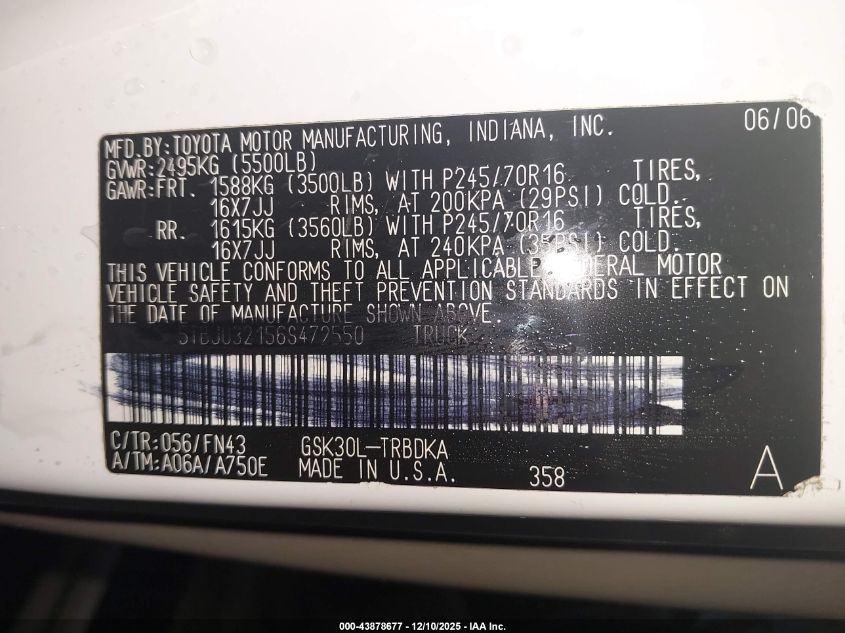 MFD.BY:TOYOTA MOTOR MANUFACTURING, INDIANA, INC. 06/06
GVWR:2495KG (5500LB)
GAWR:FRT. 1588KG (3500LB) WITH P245/70R16 TIRES,
16X7JJ RIMS, AT 200KPA (29PSI) COLD.
RR. 1615KG (3560LB) WITH P245/70R16 TIRES,
16X7JJ RIMS, AT 240KPA (35PSI) COLD.
THIS VEHICLE CONFORMS TO ALL APPLICABLE FEDERAL MOTOR
VEHICLE SAFETY AND THEFT PREVENTION STANDARDS IN EFFECT ON
THE DATE OF MANUFACTURE SHOWN ABOVE.
5TBJU32156S472550 TRUCK
C/TR:056/FN43 GSK30L-TRBDKA
A/TM:A06A/A750E MADE IN U.S.A. 358 A
000-43878677 - 12/10/2025 - IAA Inc.